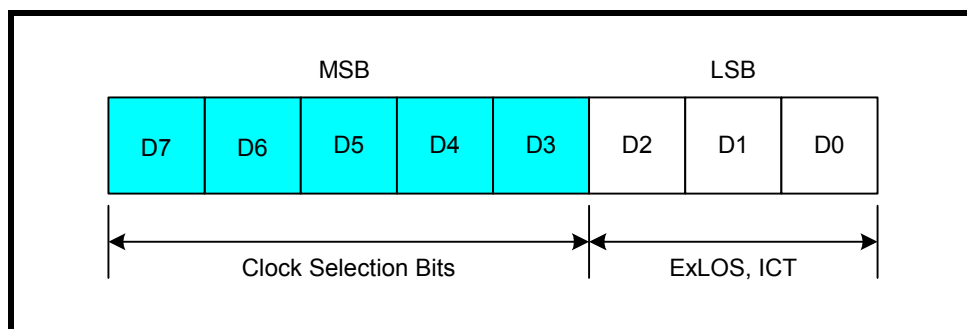 MSB LSB
D7 D6 D5 D4 D3 D2 D1 D0
Clock Selection Bits ExLOS, ICT